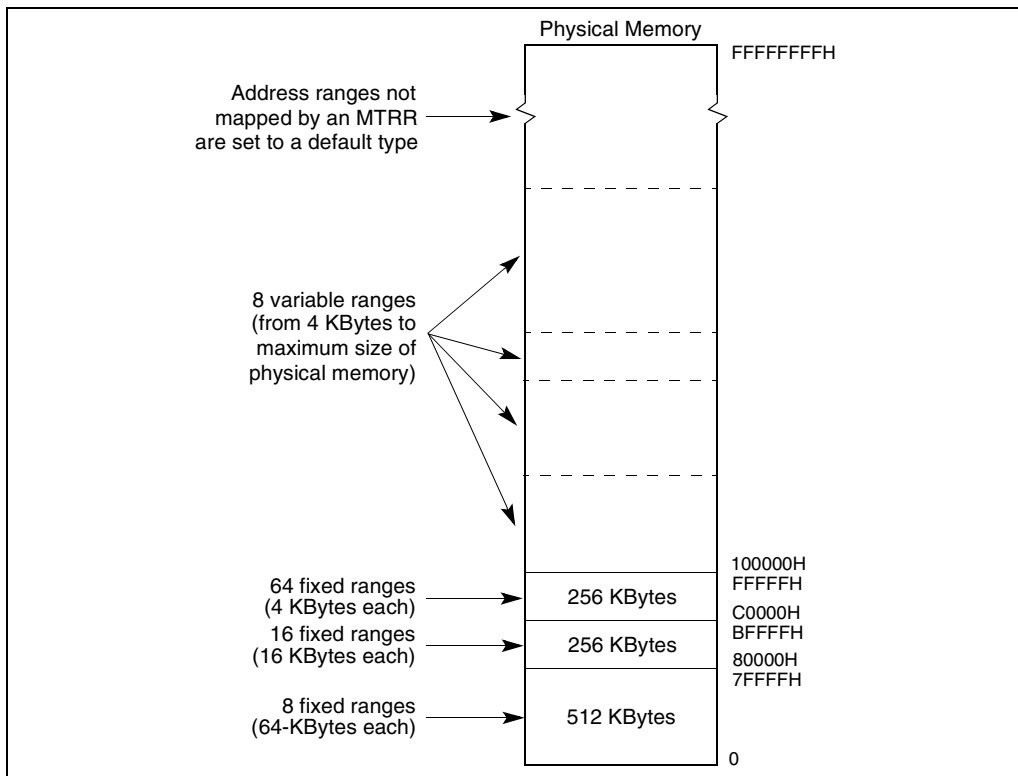 Physical Memory
FFFFFFFFH
Address ranges not
mapped by an MTRR
are set to a default type
8 variable ranges
(from 4 KBytes to
maximum size of
physical memory)
100000H
FFFFFH
64 fixed ranges
(4 KBytes each)
256 KBytes
C0000H
BFFFFH
16 fixed ranges
(16 KBytes each)
256 KBytes
80000H
7FFFFH
8 fixed ranges
(64-KBytes each)
512 KBytes
0